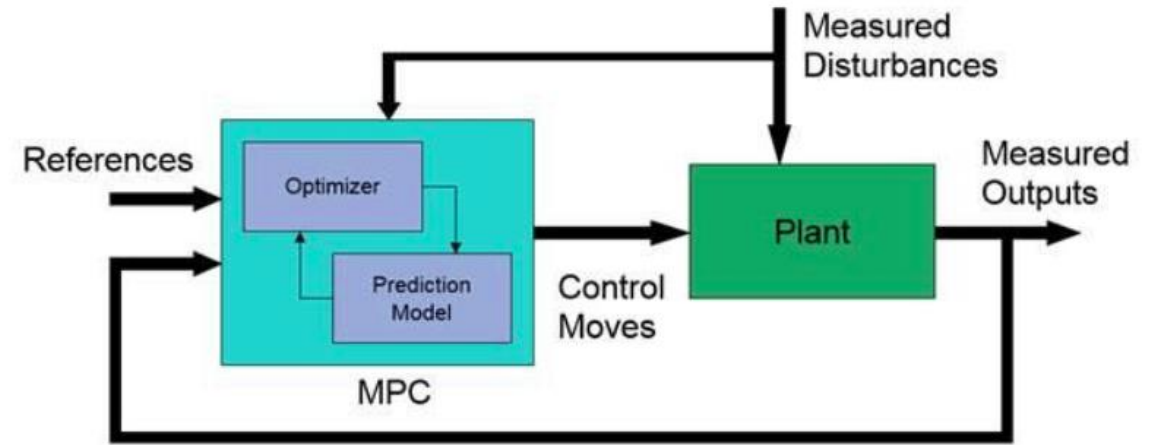 Measured
Disturbances
References
Optimizer
Prediction
Model
MPC
Control
Moves
Plant
Measured
Outputs